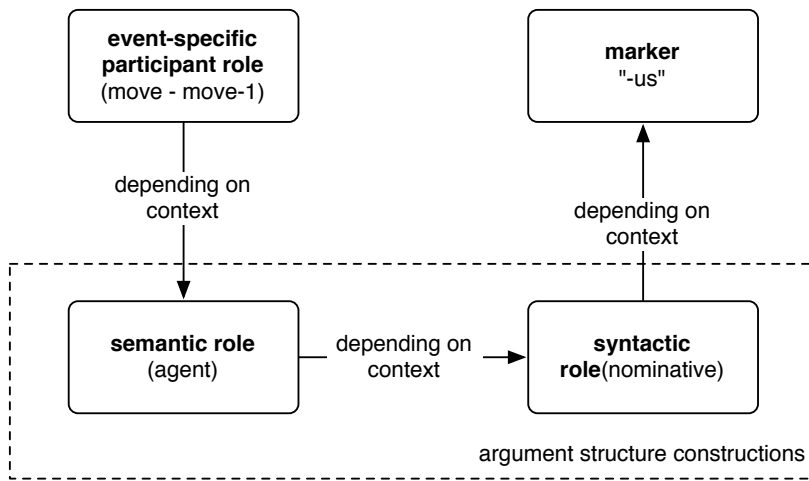 event-specific
participant role
(move - move-1)
marker
"-us"
depending on
context
depending on
context
semantic role
(agent)
depending on
context
syntactic
role(nominative)
argument structure constructions